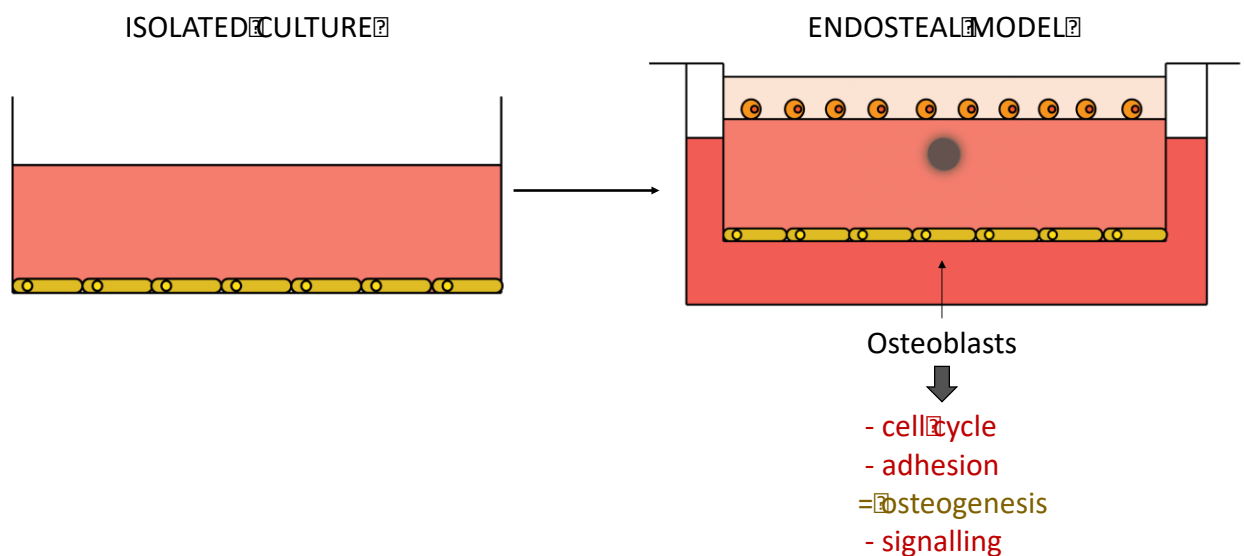 ISOLATED CULTURE
ENDOSTEAL MODEL
Osteoblasts
- cell cycle
- adhesion
= osteogenesis
- signalling